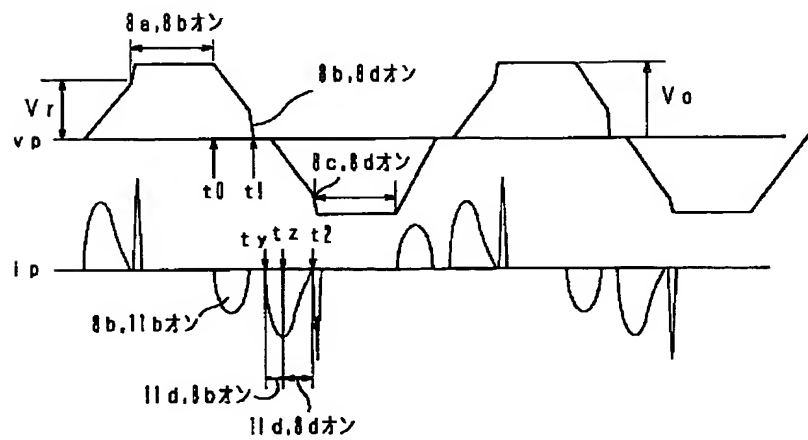 8a,8bオン
8b,8dオン
Vr
Vo
vp
8c,8dオン
t0
t1
ty
tz
t2
ip
8b,11bオン
11d,8bオン
11d,8dオン